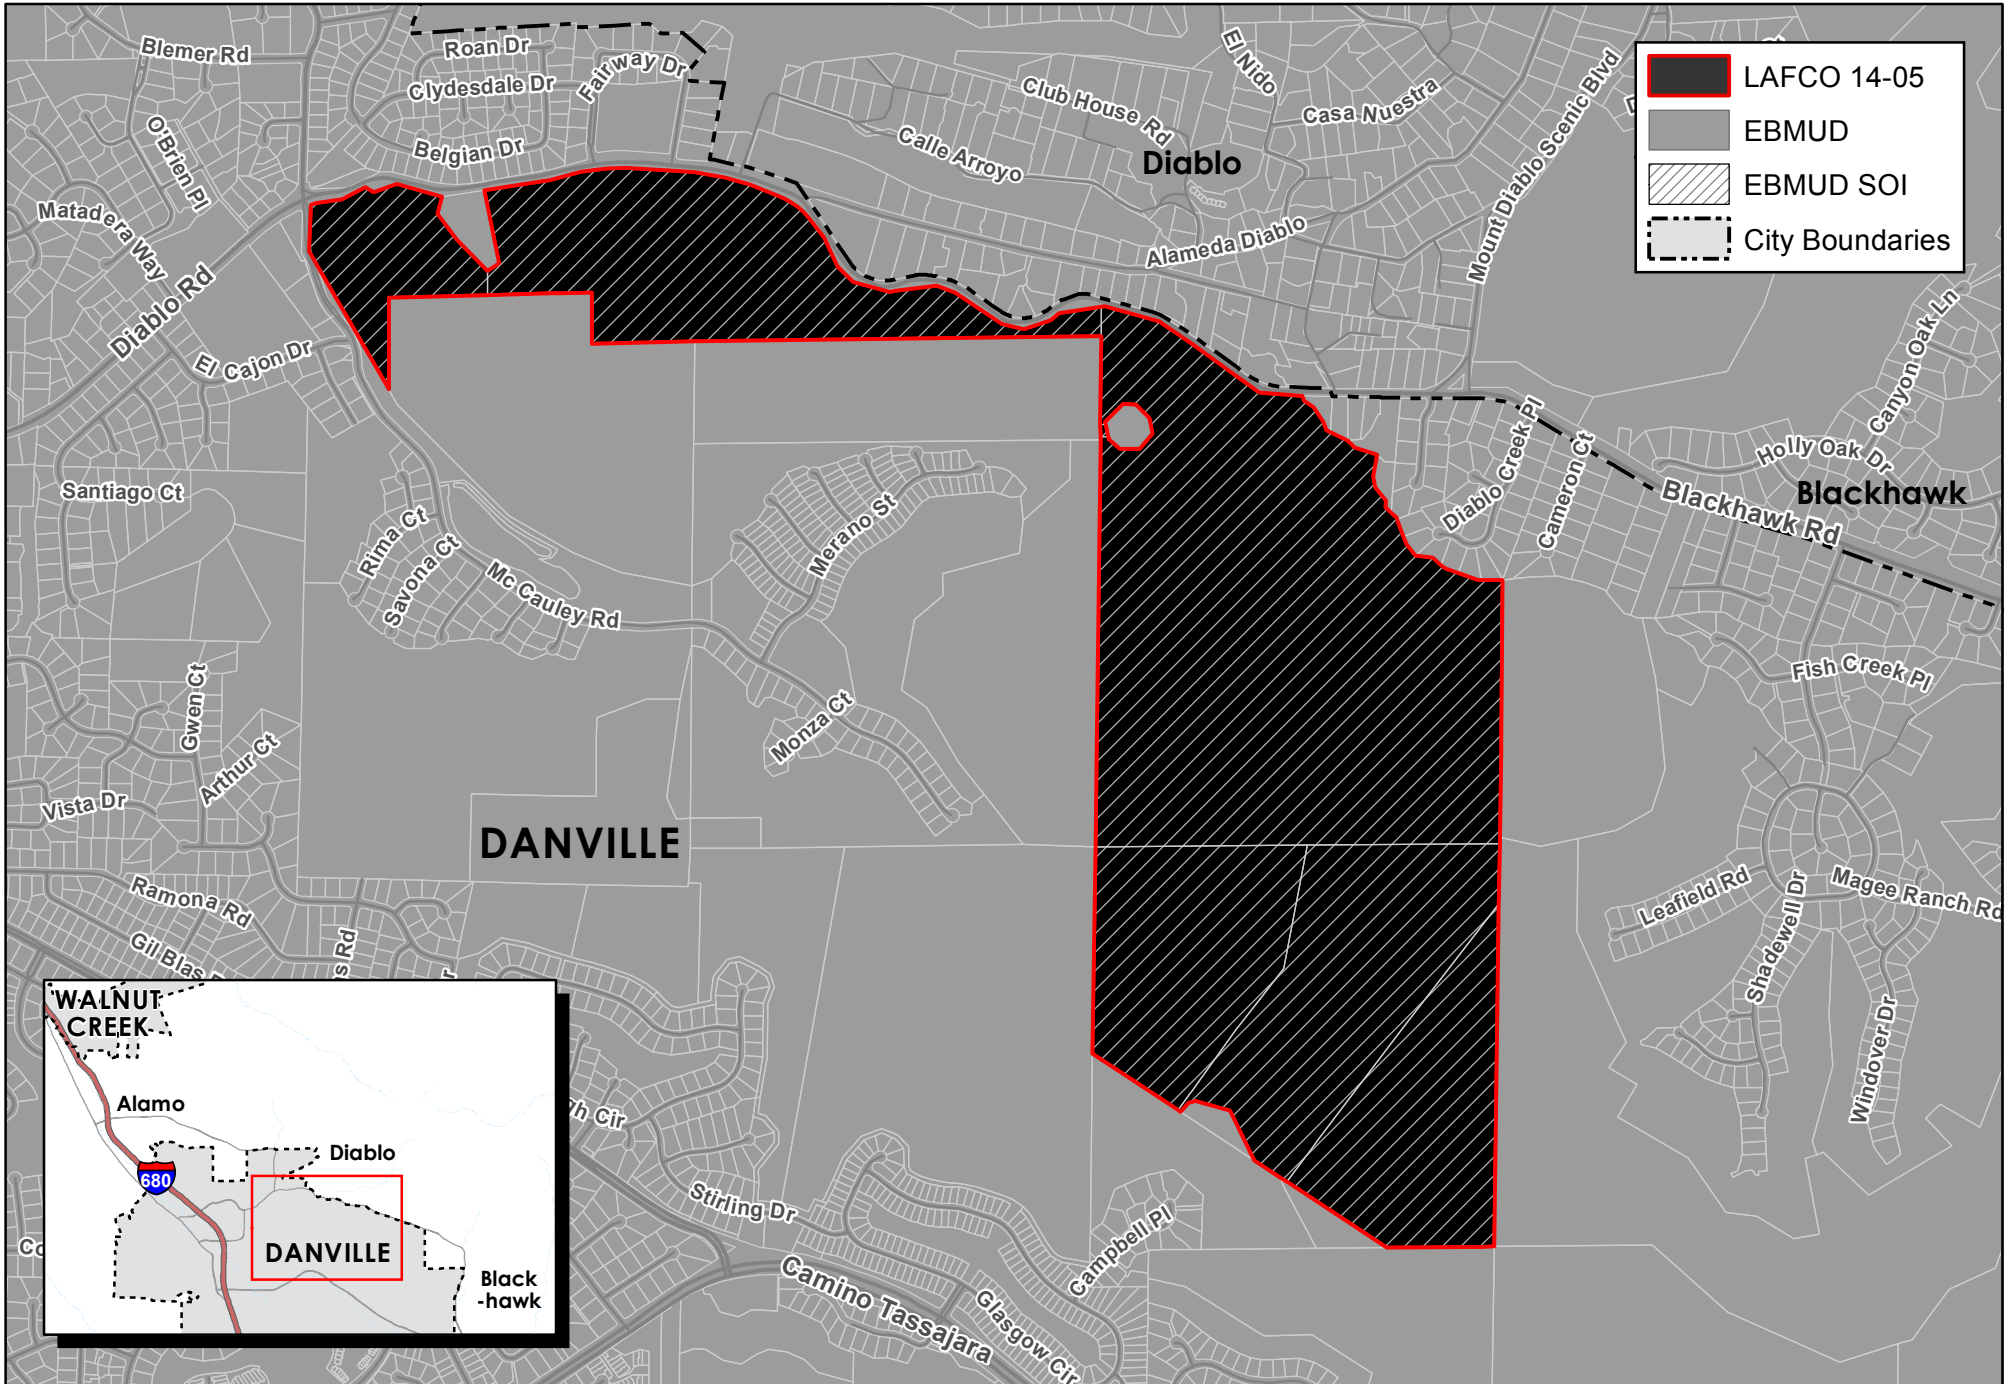 Blemer Rd
Roan Dr
Clydesdale Dr
Fairway Dr
Belgian Dr
O'Brien Pl
Matadera Way
Diablo Rd
El Cajon Dr
Club House Rd
El Nido
Casa Nuestra
Calle Arroyo
Diablo
Alameda Diablo
Mount Diablo Scenic Blvd
LAFCO 14-05
EBMUD
EBMUD SOI
City Boundaries
Canyon Oak Ln
Holly Oak Dr
Blackhawk
Blackhawk Rd
Diablo Creek Pl
Cameron Ct
Santiago Ct
Rima Ct
Savona Ct
Mc Cauley Rd
Merano St
Monza Ct
Fish Creek Pl
Gwen Ct
Arthur Ct
Vista Dr
DANVILLE
Ramona Rd
Gil Blas
Leafield Rd
Shadewell Dr
Magee Ranch Rd
Windover Dr
Stirling Dr
Campbell Pl
Camino Tassajara
Glasgow Cir
WALNUT
CREEK
Alamo
Diablo
680
DANVILLE
Black
-hawk